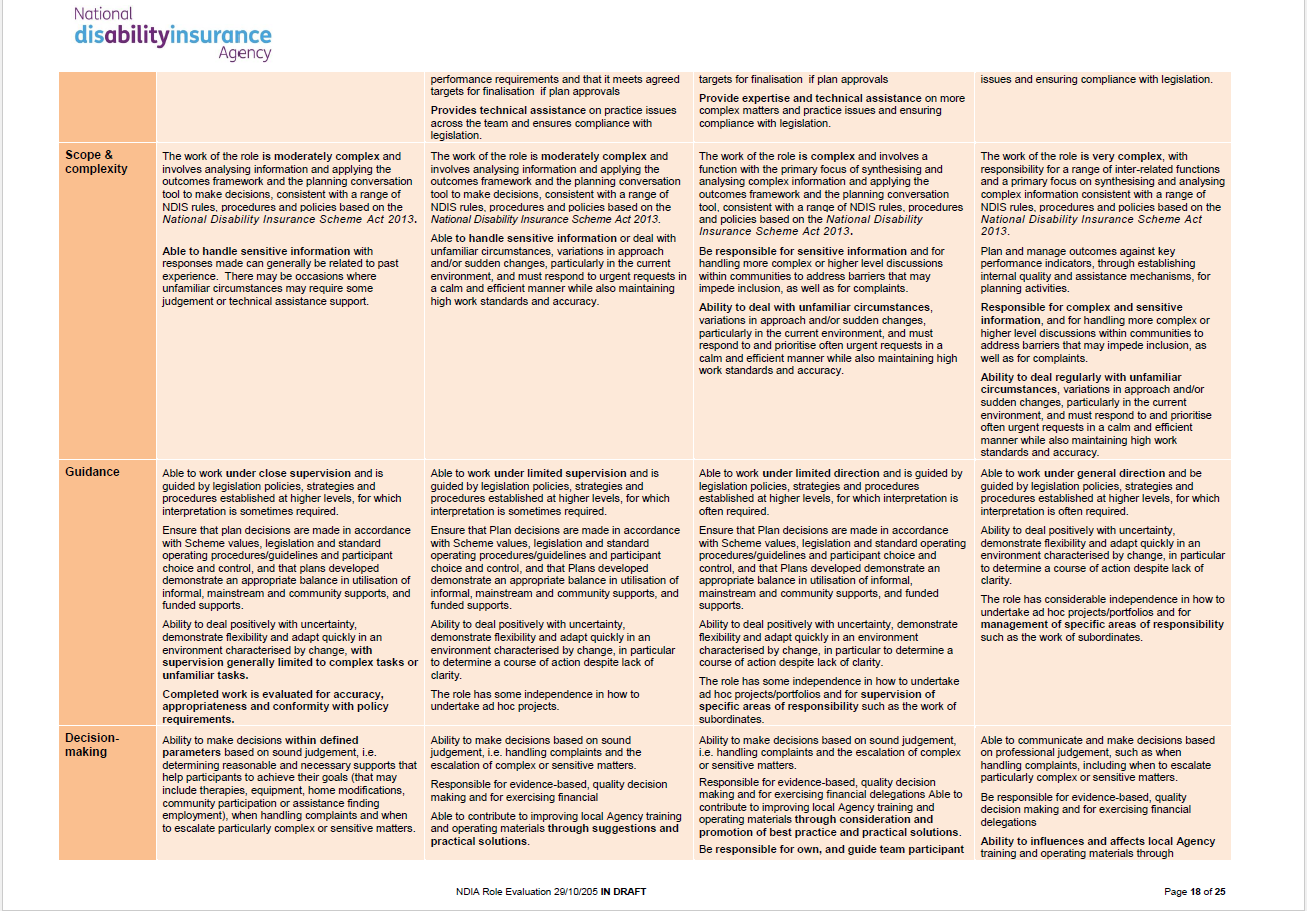 National
disabilityinsurance
Agency
performance requirements and that it meets agreed
targets for finalisation  if plan approvals
Provides technical assistance on practice issues
across the team and ensures compliance with
legislation.
targets for finalisation  if plan approvals
Provide expertise and technical assistance on more
complex matters and practice issues and ensuring
compliance with legislation.
issues and ensuring compliance with legislation.
Scope &
complexity
The work of the role is moderately complex and
involves analysing information and applying the
outcomes framework and the planning conversation
tool to make decisions, consistent with a range of
NDIS rules, procedures and policies based on the
National Disability Insurance Scheme Act 2013.
Able to handle sensitive information with
responses made can generally be related to past
experience.  There may be occasions where
unfamiliar circumstances may require some
judgement or technical assistance support.
The work of the role is moderately complex and
involves analysing information and applying the
outcomes framework and the planning conversation
tool to make decisions, consistent with a range of
NDIS rules, procedures and policies based on the
National Disability Insurance Scheme Act 2013.
Able to handle sensitive information or deal with
unfamiliar circumstances, variations in approach
and/or sudden changes, particularly in the current
environment, and must respond to urgent requests in
a calm and efficient manner while also maintaining
high work standards and accuracy.
The work of the role is complex and involves a
function with the primary focus of synthesising and
analysing complex information and applying the
outcomes framework and the planning conversation
tool, consistent with a range of NDIS rules, procedures
and policies based on the National Disability
Insurance Scheme Act 2013.
Be responsible for sensitive information and for
handling more complex or higher level discussions
within communities to address barriers that may
impede inclusion, as well as for complaints.
Ability to deal with unfamiliar circumstances,
variations in approach and/or sudden changes,
particularly in the current environment, and must
respond to and prioritise often urgent requests in a
calm and efficient manner while also maintaining high
work standards and accuracy.
The work of the role is very complex, with
responsibility for a range of inter-related functions
and a primary focus on synthesising and analysing
complex information consistent with a range of
NDIS rules, procedures and policies based on the
National Disability Insurance Scheme Act
2013.
Plan and manage outcomes against key
performance indicators, through establishing
internal quality and assistance mechanisms, for
planning activities.
Responsible for complex and sensitive
information, and for handling more complex or
higher level discussions within communities to
address barriers that may impede inclusion, as
well as for complaints.
Ability to deal regularly with unfamiliar
circumstances, variations in approach and/or
sudden changes, particularly in the current
environment, and must respond to and prioritise
often urgent requests in a calm and efficient
manner while also maintaining high work
standards and accuracy.
Guidance
Able to work under close supervision and is
guided by legislation policies, strategies and
procedures established at higher levels, for which
interpretation is sometimes required.
Ensure that plan decisions are made in accordance
with Scheme values, legislation and standard
operating procedures/guidelines and participant
choice and control, and that plans developed
demonstrate an appropriate balance in utilisation of
informal, mainstream and community supports, and
funded supports.
Ability to deal positively with uncertainty,
demonstrate flexibility and adapt quickly in an
environment characterised by change, with
supervision generally limited to complex tasks or
unfamiliar tasks.
Completed work is evaluated for accuracy,
appropriateness and conformity with policy
requirements.
Able to work under limited supervision and is
guided by legislation policies, strategies and
procedures established at higher levels, for which
interpretation is sometimes required.
Ensure that Plan decisions are made in accordance
with Scheme values, legislation and standard
operating procedures/guidelines and participant
choice and control, and that Plans developed
demonstrate an appropriate balance in utilisation of
informal, mainstream and community supports, and
funded supports.
Ability to deal positively with uncertainty,
demonstrate flexibility and adapt quickly in an
environment characterised by change, in particular
to determine a course of action despite lack of
clarity.
The role has some independence in how to
undertake ad hoc projects.
Able to work under limited direction and is guided by
legislation policies, strategies and procedures
established at higher levels, for which interpretation is
often required.
Ensure that Plan decisions are made in accordance
with Scheme values, legislation and standard operating
procedures/guidelines and participant choice and
control, and that Plans developed demonstrate an
appropriate balance in utilisation of informal,
mainstream and community supports, and funded
supports.
Ability to deal positively with uncertainty, demonstrate
flexibility and adapt quickly in an environment
characterised by change, in particular to determine a
course of action despite lack of clarity.
The role has some independence in how to undertake
ad hoc projects/portfolios and for supervision of
specific areas of responsibility such as the work of
subordinates.
Able to work under general direction and be
guided by legislation policies, strategies and
procedures established at higher levels, for which
interpretation is often required.
Ability to deal positively with uncertainty,
demonstrate flexibility and adapt quickly in an
environment characterised by change, in particular
to determine a course of action despite lack of
clarity.
The role has considerable independence in how to
undertake ad hoc projects/portfolios and for
management of specific areas of responsibility
such as the work of subordinates.
Decision-
making
Ability to make decisions within defined
parameters based on sound judgement, i.e.
determining reasonable and necessary supports that
help participants to achieve their goals (that may
include therapies, equipment, home modifications,
community participation or assistance finding
employment), when handling complaints and when
to escalate particularly complex or sensitive matters.
Ability to make decisions based on sound
judgement, i.e. handling complaints and the
escalation of complex or sensitive matters.
Responsible for evidence-based, quality decision
making and for exercising financial
Able to contribute to improving local Agency training
and operating materials through suggestions and
practical solutions.
Ability to make decisions based on sound judgement,
i.e. handling complaints and the escalation of complex
or sensitive matters.
Responsible for evidence-based, quality decision
making and for exercising financial delegations Able to
contribute to improving local Agency training and
operating materials through consideration and
promotion of best practice and practical solutions.
Be responsible for own, and guide team participant
Able to communicate and make decisions based
on professional judgement, such as when
handling complaints, including when to escalate
particularly complex or sensitive matters.
Be responsible for evidence-based, quality
decision making and for exercising financial
delegations
Ability to influences and affects local Agency
training and operating materials through
NDIA Role Evaluation 29/10/205 IN DRAFT
Page 18 of 25